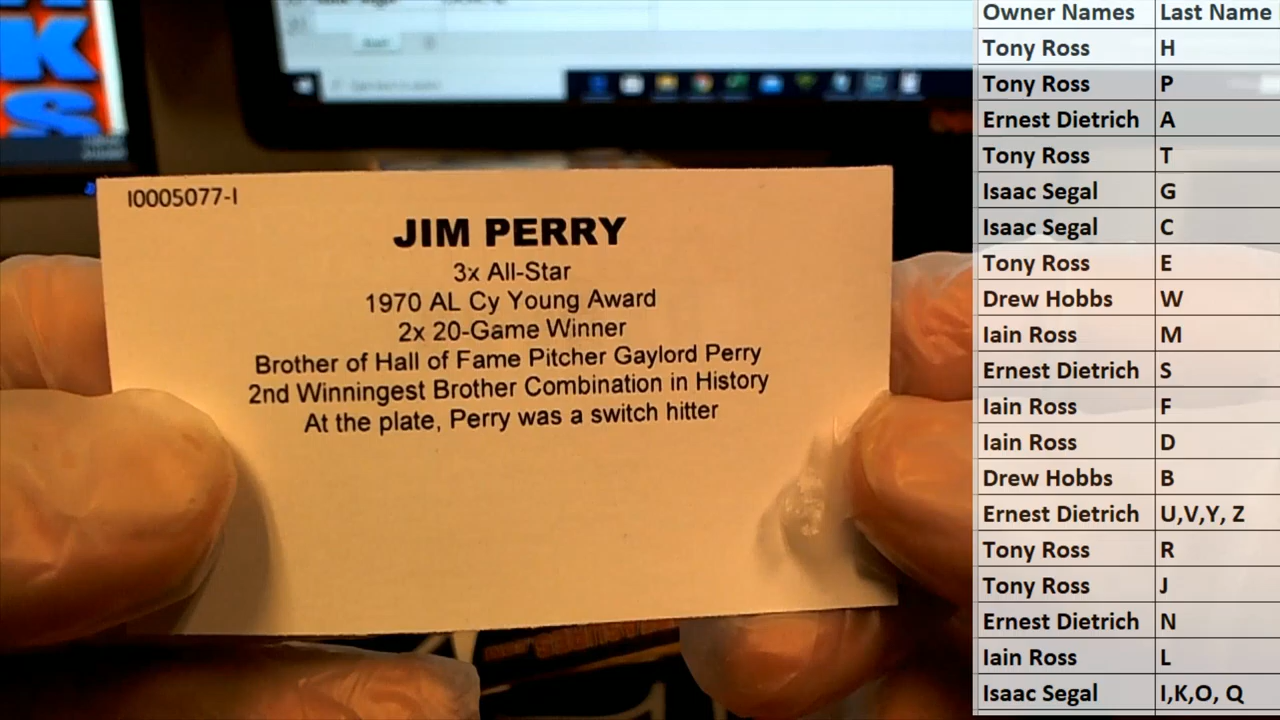 K
S
I0005077-I
JIM PERRY
3x All-Star
1970 AL Cy Young Award
2x 20-Game Winner
Brother of Hall of Fame Pitcher Gaylord Perry
2nd Winningest Brother Combination in History
At the plate, Perry was a switch hitter
Owner Names Last Name
Tony Ross H
Tony Ross P
Ernest Dietrich A
Tony Ross T
Isaac Segal G
Isaac Segal C
Tony Ross E
Drew Hobbs W
Iain Ross M
Ernest Dietrich S
Iain Ross F
Iain Ross D
Drew Hobbs B
Ernest Dietrich U,V,Y, Z
Tony Ross R
Tony Ross J
Ernest Dietrich N
Iain Ross L
Isaac Segal I,K,O, Q